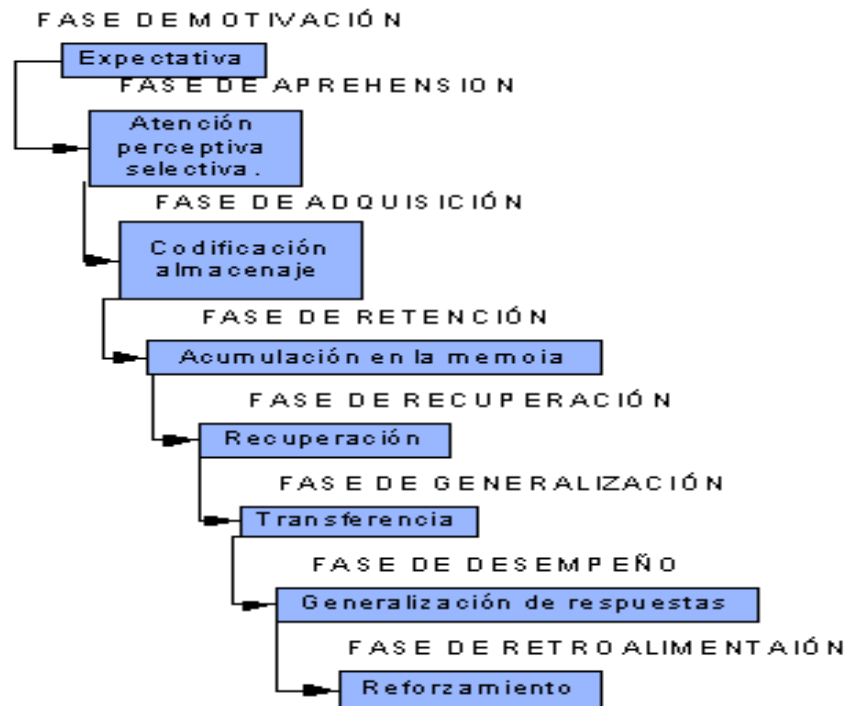 FASE DE MOTIVACIÓN
Expectativa
FASE DE APREHENSION
Atención
perceptiva
selectiva.
FASE DE ADQUISICIÓN
Codificación
almacenaje
FASE DE RETENCIÓN
Acumulación en la memoia
FASE DE RECUPERACIÓN
Recuperación
FASE DE GENERALIZACIÓN
Transferencia
FASE DE DESEMPEÑO
Generalización de respuestas
FASE DE RETROALIMENTAIÓN
Reforzamiento